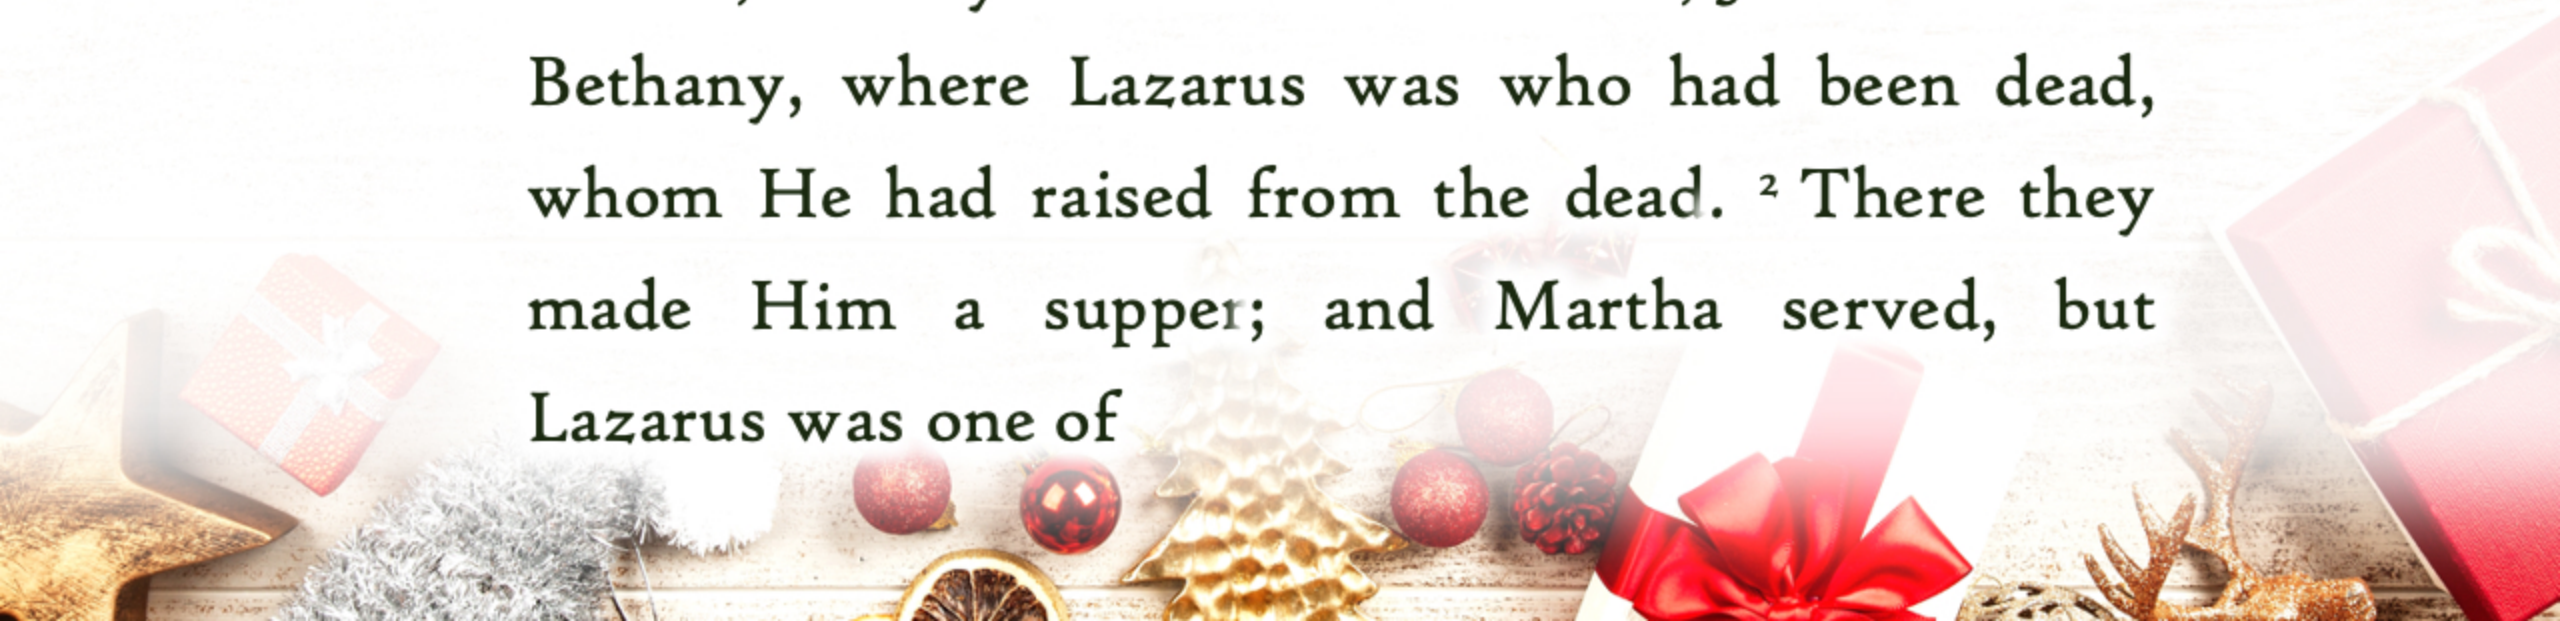 Bethany, where Lazarus was who had been dead,
whom He had raised from the dead. ² There they
made Him a supper; and Martha served, but
Lazarus was one of